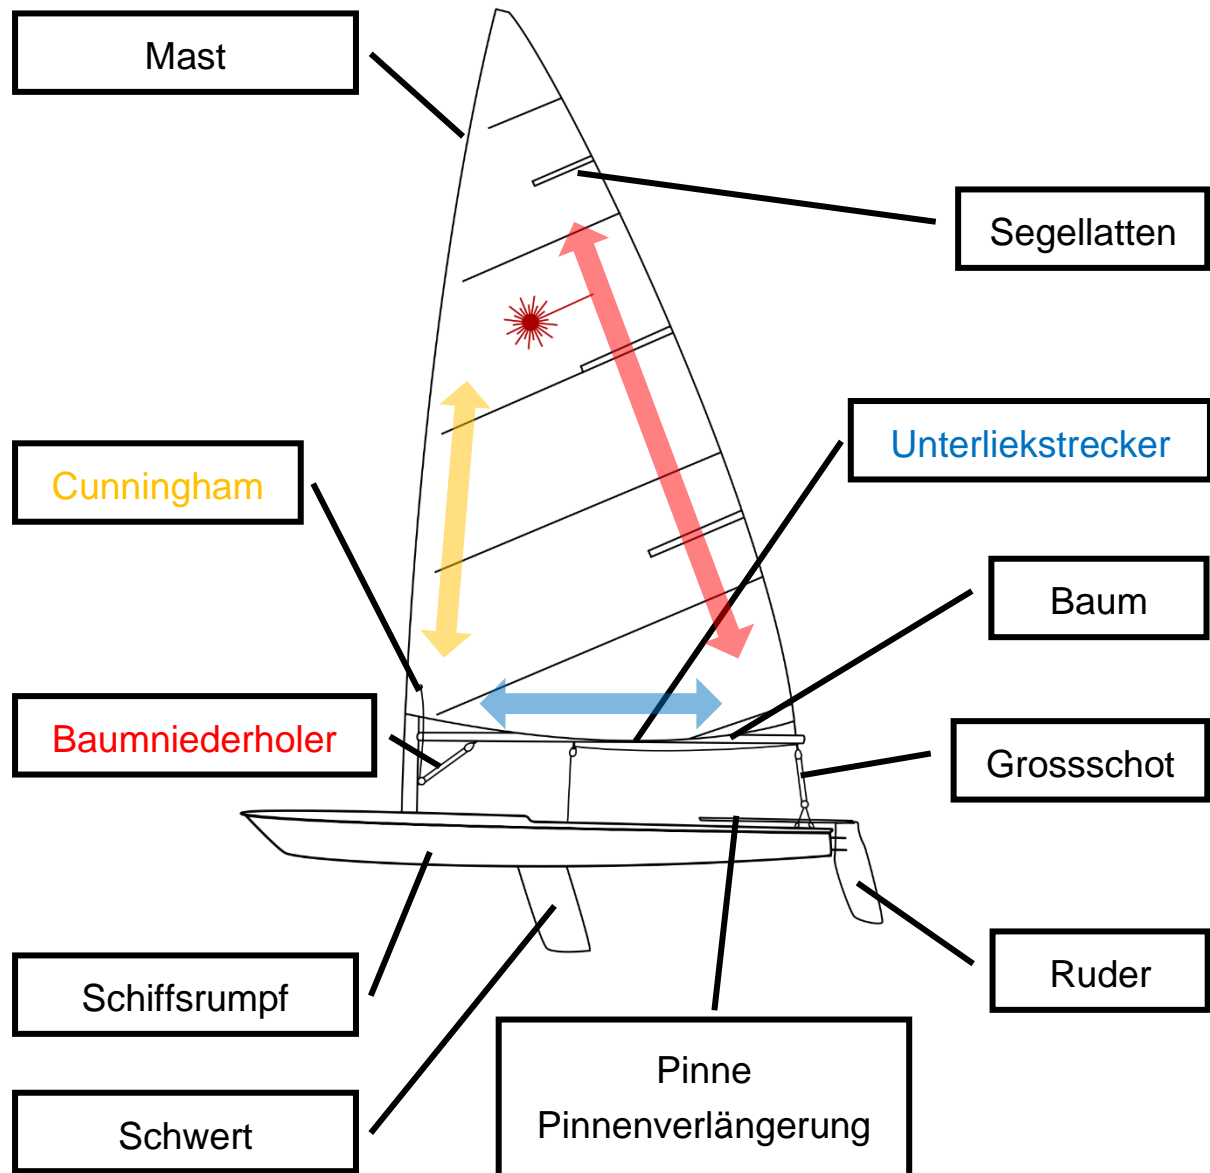 Mast
Segellatten
Unterliekstrecker
Cunningham
Baum
Baumniederholer
Grossschot
Schiffsrumpf
Ruder
Pinne
Pinnenverlängerung
Schwert